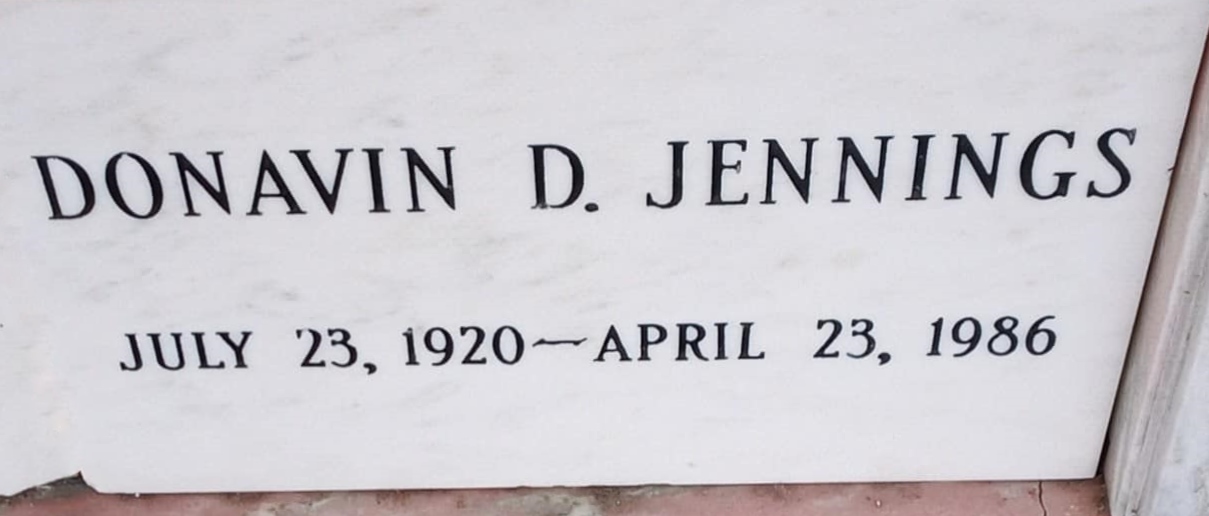 DONAVIN D. JENNINGS
JULY 23, 1920~APRIL 23, 1986